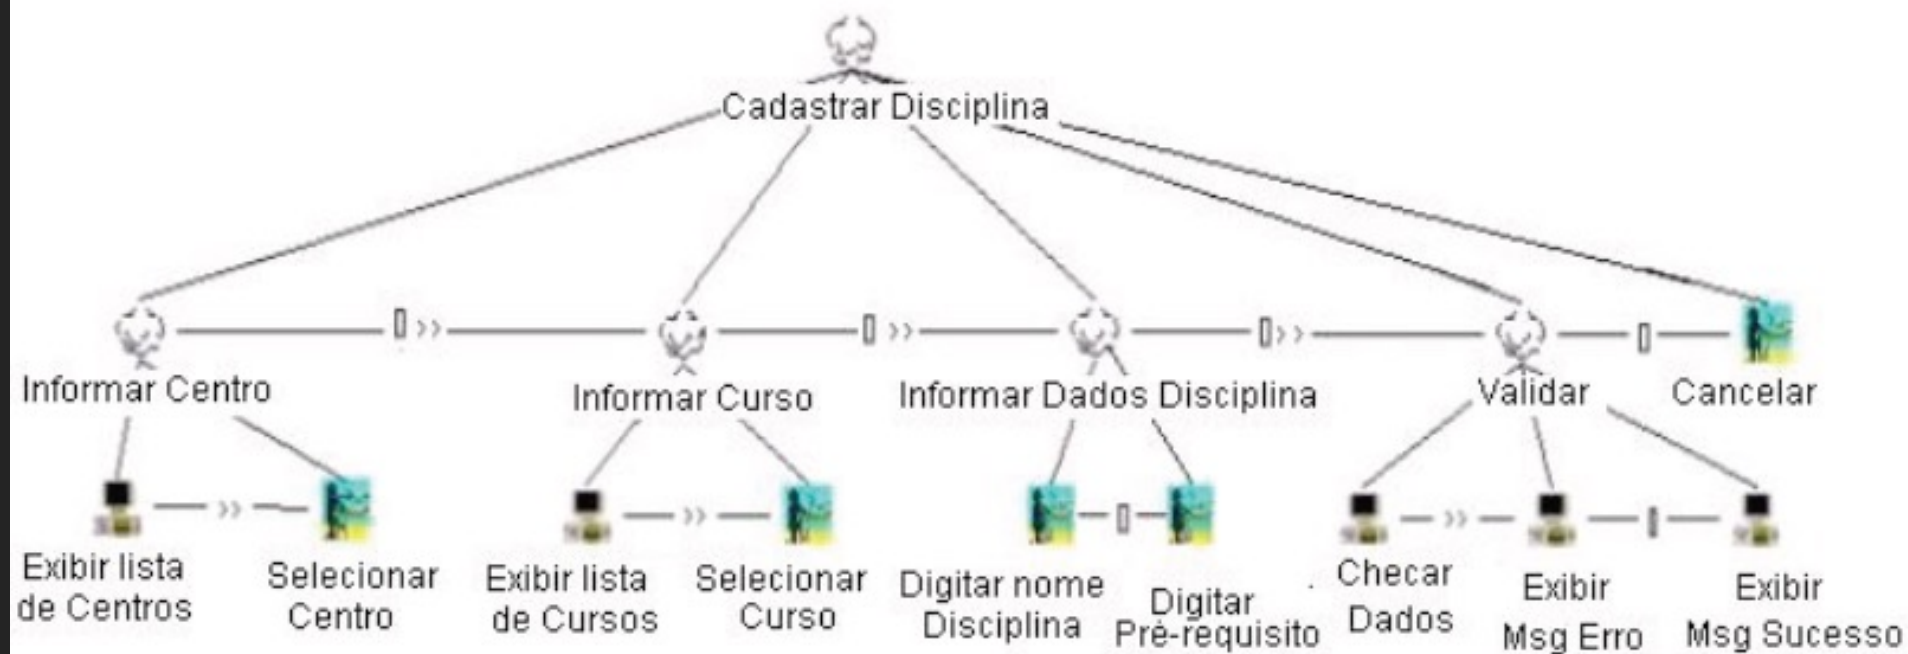 Cadastrar Disciplina
[]>>
[]>>
[]>>
[]
Informar Centro
Informar Curso
Informar Dados Disciplina
Validar
Cancelar
>>
>>
[]
>>
[]
Exibir lista
de Centros
Selecionar
Centro
Exibir lista
de Cursos
Selecionar
Curso
Digitar nome
Disciplina
Digitar
Pré-requisito
Checar
Dados
Exibir
Msg Erro
Exibir
Msg Sucesso